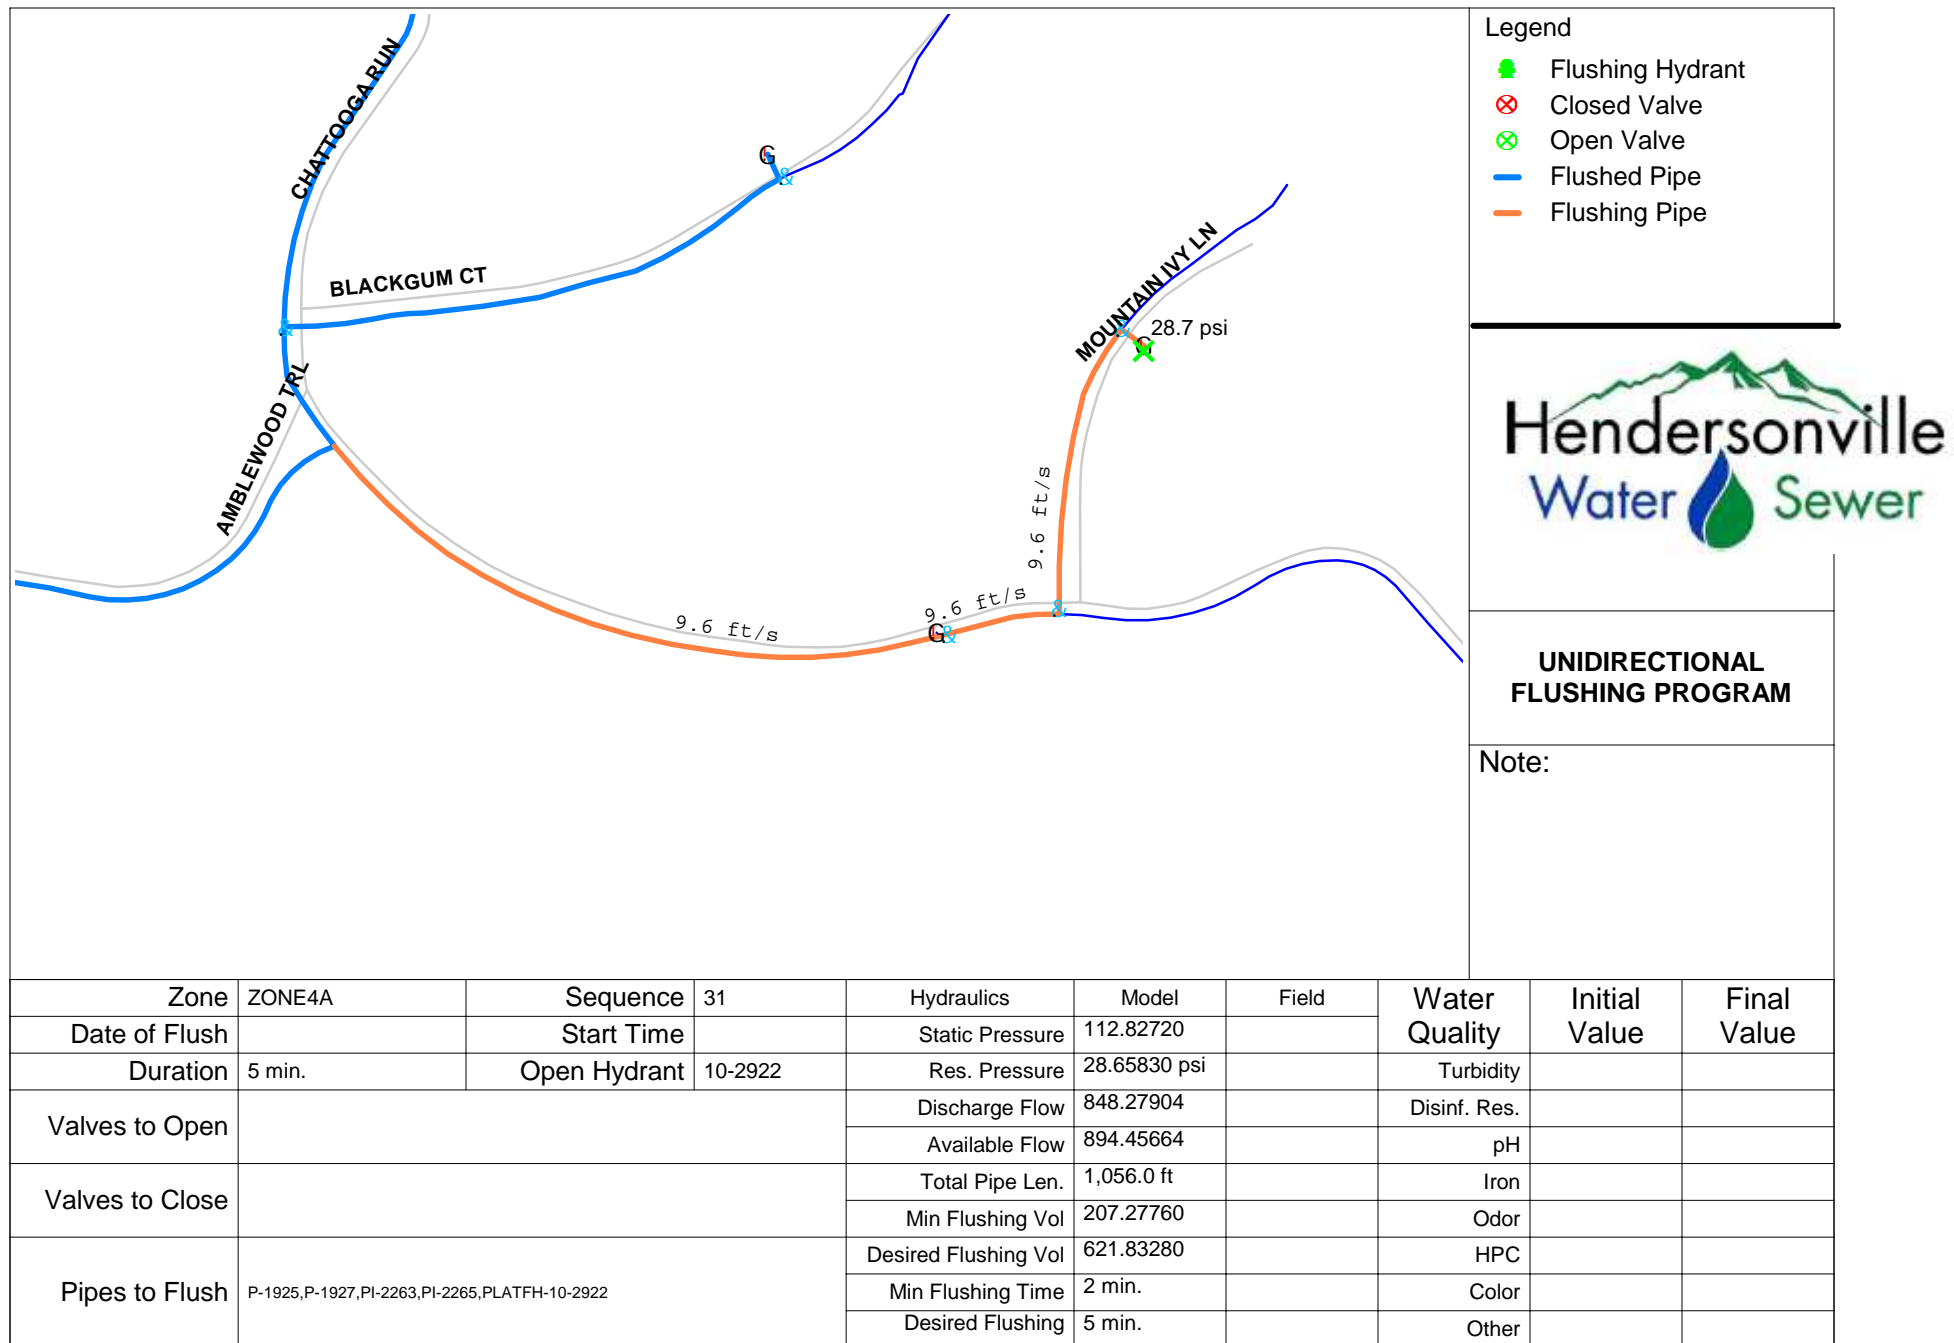 CHATTOOGA RUN
BLACKGUM CT
AMBLEWOOD TRL
MOUNTAIN IVY LN
28.7 psi
9.6 ft/s
9.6 ft/s
9.6 ft/s
G
&
&
&
G
G
&
&
Legend
Flushing Hydrant
Closed Valve
Open Valve
Flushed Pipe
Flushing Pipe
Hendersonville
Water Sewer
UNIDIRECTIONAL
FLUSHING PROGRAM
Note:
Zone ZONE4A Sequence 31 Hydraulics Model Field Water Quality Initial Value Final Value
Date of Flush Start Time Static Pressure 112.82720
Duration 5 min. Open Hydrant 10-2922 Res. Pressure 28.65830 psi Turbidity
Valves to Open Discharge Flow 848.27904 Disinf. Res.
Available Flow 894.45664 pH
Valves to Close Total Pipe Len. 1,056.0 ft Iron
Min Flushing Vol 207.27760 Odor
Pipes to Flush P-1925,P-1927,PI-2263,PI-2265,PLATFH-10-2922 Desired Flushing Vol 621.83280 HPC
Min Flushing Time 2 min. Color
Desired Flushing 5 min. Other